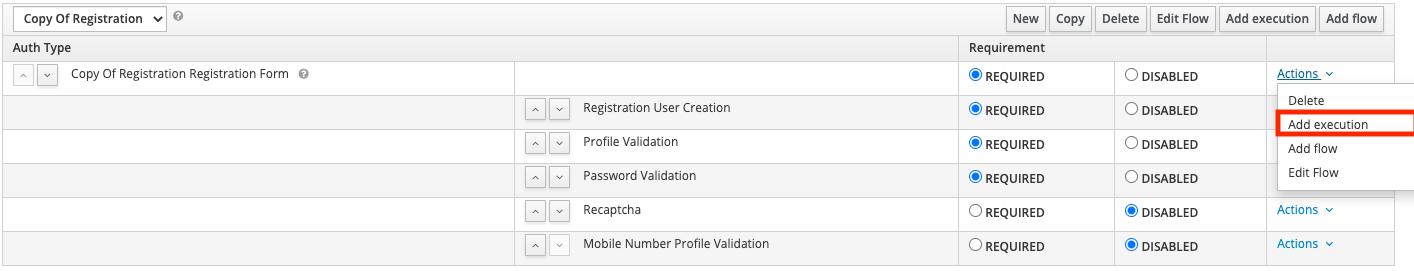 Copy Of Registration ? New Copy Delete Edit Flow Add execution Add flow
Auth Type Requirement
Copy Of Registration Registration Form ? REQUIRED DISABLED Actions
Delete
Registration User Creation REQUIRED DISABLED
Add execution
Profile Validation REQUIRED DISABLED
Add flow
Edit Flow
Password Validation REQUIRED DISABLED
Recaptcha REQUIRED DISABLED Actions
Mobile Number Profile Validation REQUIRED DISABLED Actions